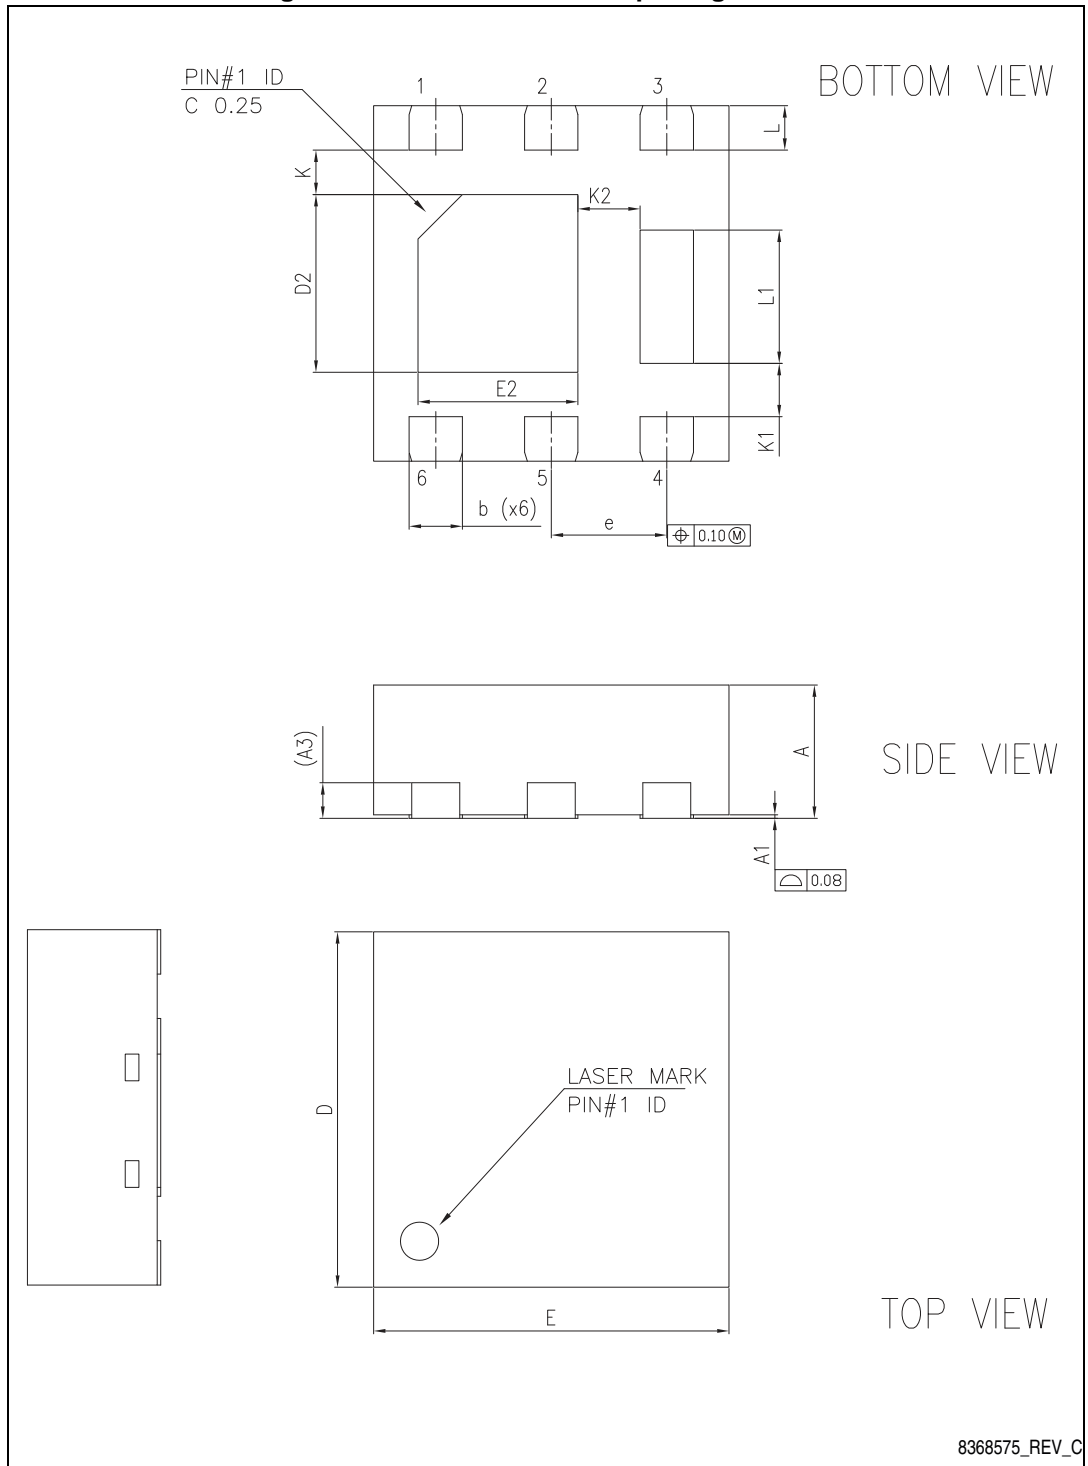 BOTTOM VIEW
PIN#1 ID
C 0.25
1 2 3
L
K
K2
D2
L1
E2
K1
6 5 4
b (x6)
e
0.10 Ⓜ
(A3)
A
SIDE VIEW
A1
0.08
LASER MARK
PIN#1 ID
D
E
TOP VIEW
8368575_REV_C